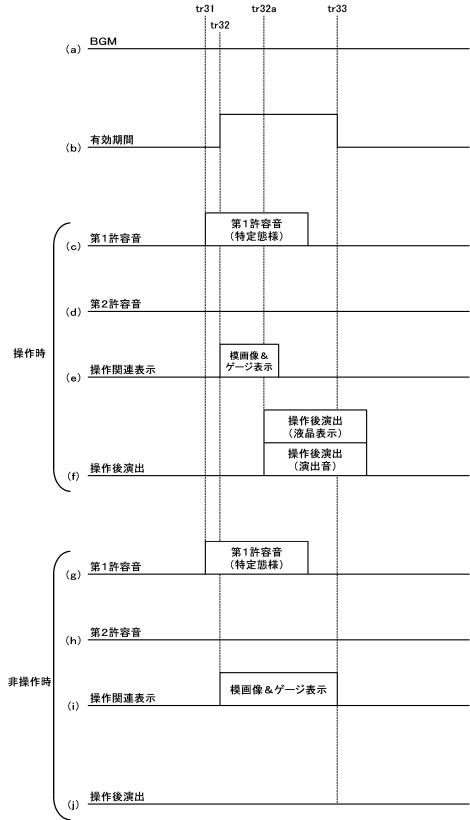 tr31 tr32a tr33
tr32
(a) BGM
(b) 有効期間
第1許容音
(特定態様)
(c) 第1許容音
(d) 第2許容音
操作時
模画像&
ゲージ表示
(e) 操作関連表示
操作後演出
(液晶表示)
操作後演出
(演出音)
(f) 操作後演出
第1許容音
(特定態様)
(g) 第1許容音
(h) 第2許容音
非操作時
模画像&ゲージ表示
(i) 操作関連表示
(j) 操作後演出